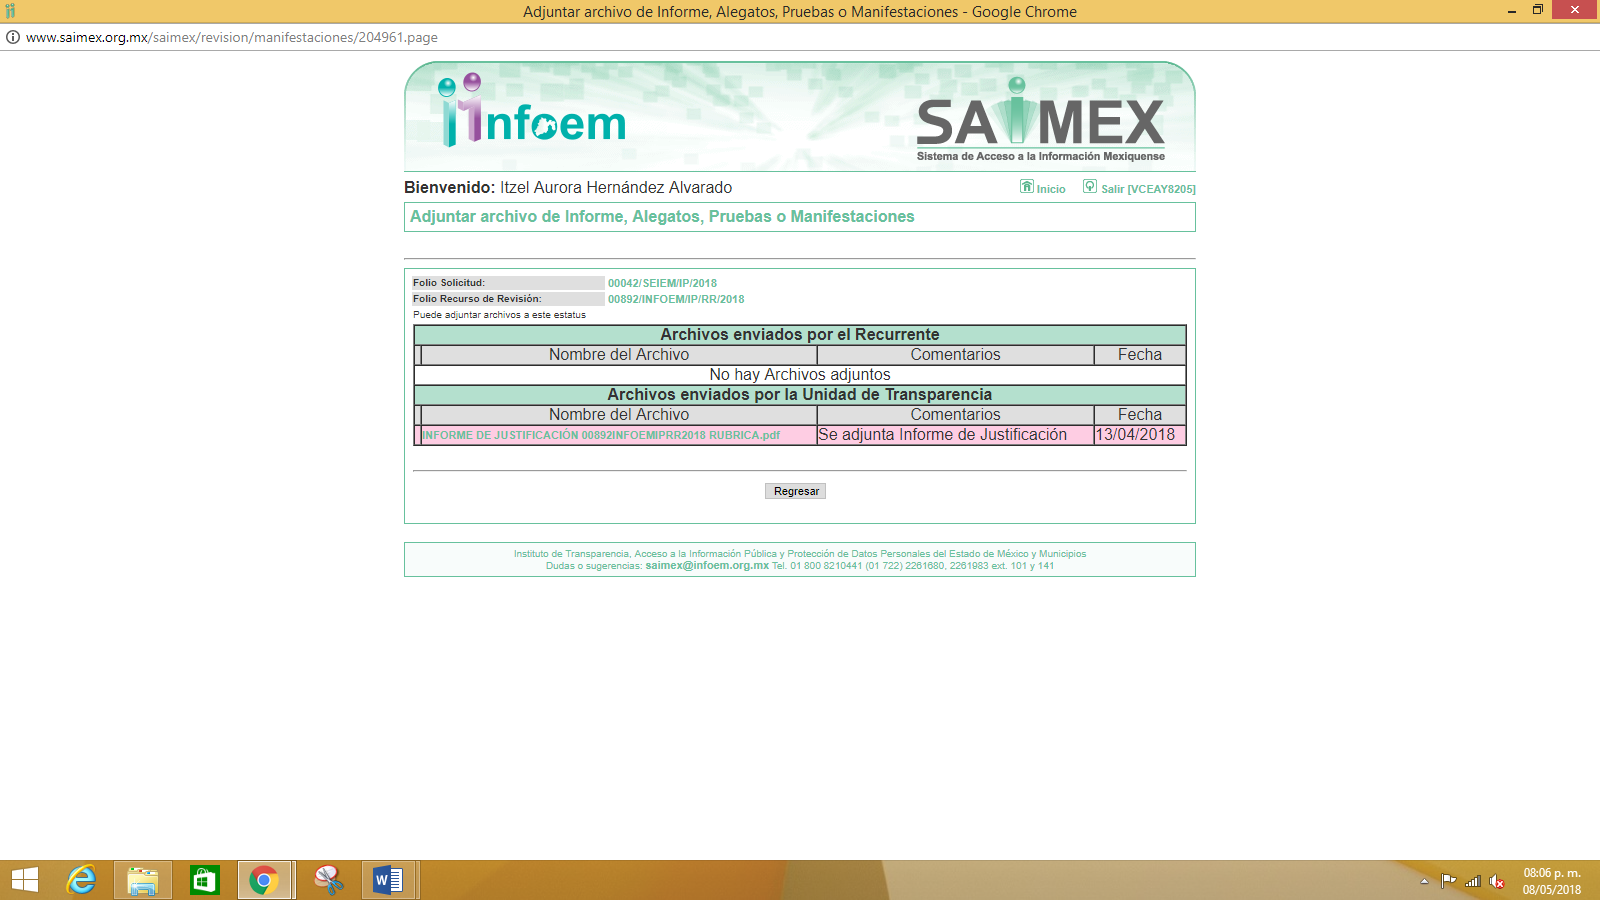 Adjuntar archivo de Informe, Alegatos, Pruebas o Manifestaciones - Google Chrome
www.saimex.org.mx/saimex/revision/manifestaciones/204961.page
infoem
SAIMEX
Sistema de Acceso a la Información Mexiquense
Bienvenido: Itzel Aurora Hernández Alvarado
Inicio Salir [VCEAY8205]
Adjuntar archivo de Informe, Alegatos, Pruebas o Manifestaciones
Folio Solicitud: 00042/SEIEM/IP/2018
Folio Recurso de Revisión: 00892/INFOEM/IP/RR/2018
Puede adjuntar archivos a este estatus
Archivos enviados por el Recurrente
Nombre del Archivo Comentarios Fecha
No hay Archivos adjuntos
Archivos enviados por la Unidad de Transparencia
Nombre del Archivo Comentarios Fecha
INFORME DE JUSTIFICACIÓN 00892INFOEMIPRR2018 RUBRICA.pdf Se adjunta Informe de Justificación 13/04/2018
Regresar
Instituto de Transparencia, Acceso a la Información Pública y Protección de Datos Personales del Estado de México y Municipios
Dudas o sugerencias: saimex@infoem.org.mx Tel. 01 800 8210441 (01 722) 2261680, 2261983 ext. 101 y 141
08:06 p. m.
08/05/2018